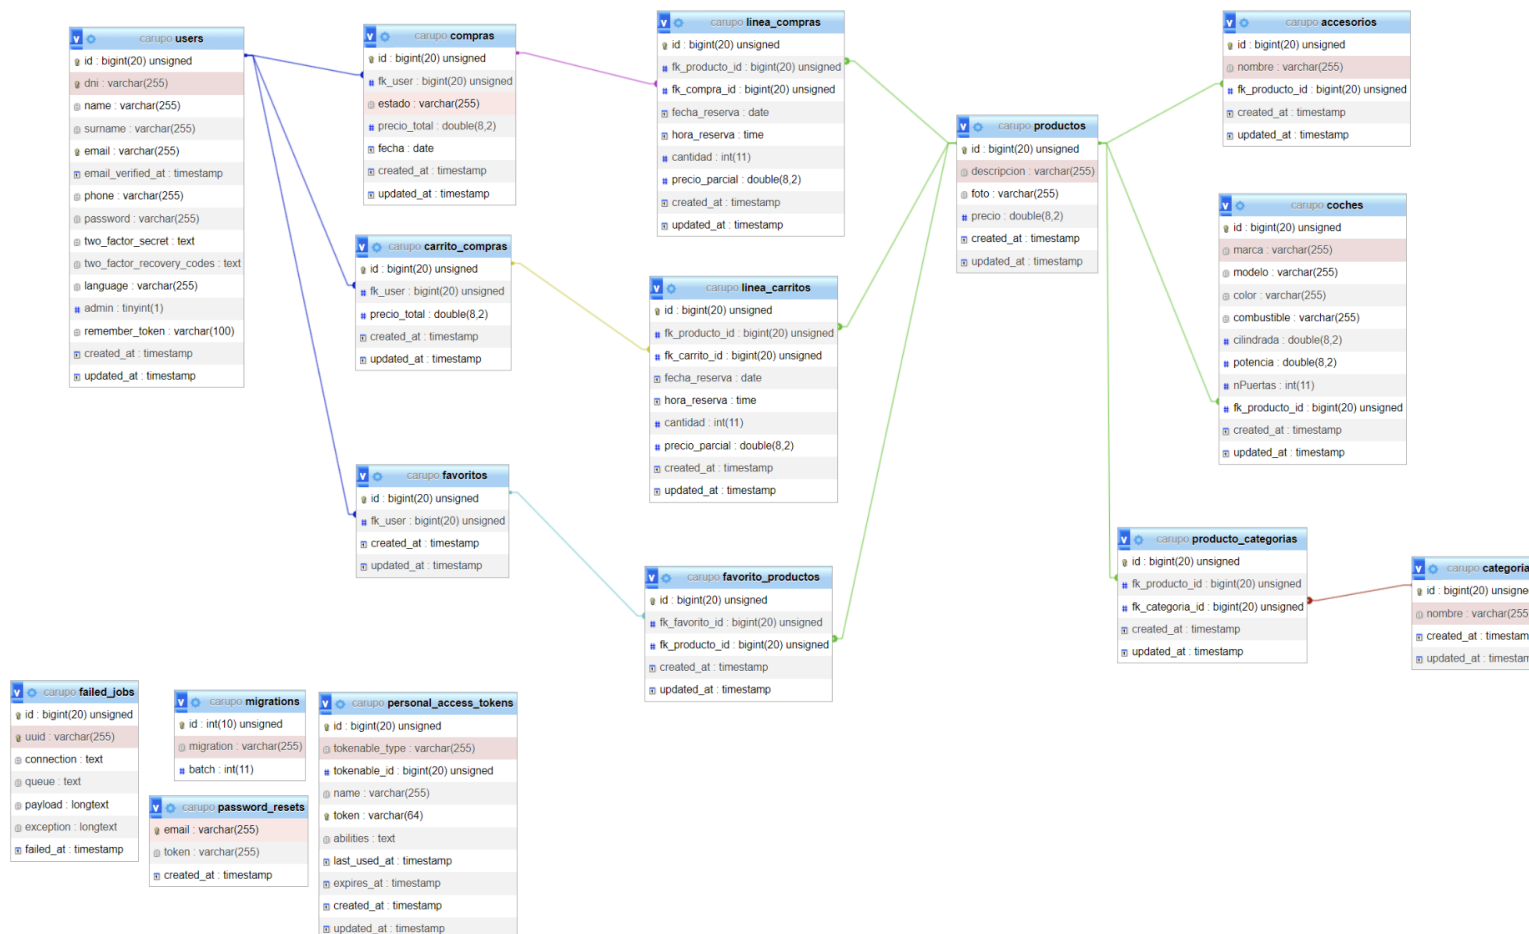 carupo users
id : bigint(20) unsigned
dni : varchar(255)
name : varchar(255)
surname : varchar(255)
email : varchar(255)
email_verified_at : timestamp
phone : varchar(255)
password : varchar(255)
two_factor_secret : text
two_factor_recovery_codes : text
language : varchar(255)
admin : tinyint(1)
remember_token : varchar(100)
created_at : timestamp
updated_at : timestamp
carupo compras
id : bigint(20) unsigned
fk_user : bigint(20) unsigned
estado : varchar(255)
precio_total : double(8,2)
fecha : date
created_at : timestamp
updated_at : timestamp
carupo carrito_compras
id : bigint(20) unsigned
fk_user : bigint(20) unsigned
precio_total : double(8,2)
created_at : timestamp
updated_at : timestamp
carupo favoritos
id : bigint(20) unsigned
fk_user : bigint(20) unsigned
created_at : timestamp
updated_at : timestamp
carupo linea_compras
id : bigint(20) unsigned
fk_producto_id : bigint(20) unsigned
fk_compra_id : bigint(20) unsigned
fecha_reserva : date
hora_reserva : time
cantidad : int(11)
precio_parcial : double(8,2)
created_at : timestamp
updated_at : timestamp
carupo linea_carritos
id : bigint(20) unsigned
fk_producto_id : bigint(20) unsigned
fk_carrito_id : bigint(20) unsigned
fecha_reserva : date
hora_reserva : time
cantidad : int(11)
precio_parcial : double(8,2)
created_at : timestamp
updated_at : timestamp
carupo favorito_productos
id : bigint(20) unsigned
fk_favorito_id : bigint(20) unsigned
fk_producto_id : bigint(20) unsigned
created_at : timestamp
updated_at : timestamp
carupo productos
id : bigint(20) unsigned
descripcion : varchar(255)
foto : varchar(255)
precio : double(8,2)
created_at : timestamp
updated_at : timestamp
carupo accesorios
id : bigint(20) unsigned
nombre : varchar(255)
fk_producto_id : bigint(20) unsigned
created_at : timestamp
updated_at : timestamp
carupo coches
id : bigint(20) unsigned
marca : varchar(255)
modelo : varchar(255)
color : varchar(255)
combustible : varchar(255)
cilindrada : double(8,2)
potencia : double(8,2)
nPuertas : int(11)
fk_producto_id : bigint(20) unsigned
created_at : timestamp
updated_at : timestamp
carupo producto_categorias
id : bigint(20) unsigned
fk_producto_id : bigint(20) unsigned
fk_categoria_id : bigint(20) unsigned
created_at : timestamp
updated_at : timestamp
carupo categoria
id : bigint(20) unsigne
nombre : varchar(255
created_at : timestam
updated_at : timestam
carupo failed_jobs
id : bigint(20) unsigned
uuid : varchar(255)
connection : text
queue : text
payload : longtext
exception : longtext
failed_at : timestamp
carupo migrations
id : int(10) unsigned
migration : varchar(255)
batch : int(11)
carupo password_resets
email : varchar(255)
token : varchar(255)
created_at : timestamp
carupo personal_access_tokens
id : bigint(20) unsigned
tokenable_type : varchar(255)
tokenable_id : bigint(20) unsigned
name : varchar(255)
token : varchar(64)
abilities : text
last_used_at : timestamp
expires_at : timestamp
created_at : timestamp
updated_at : timestamp